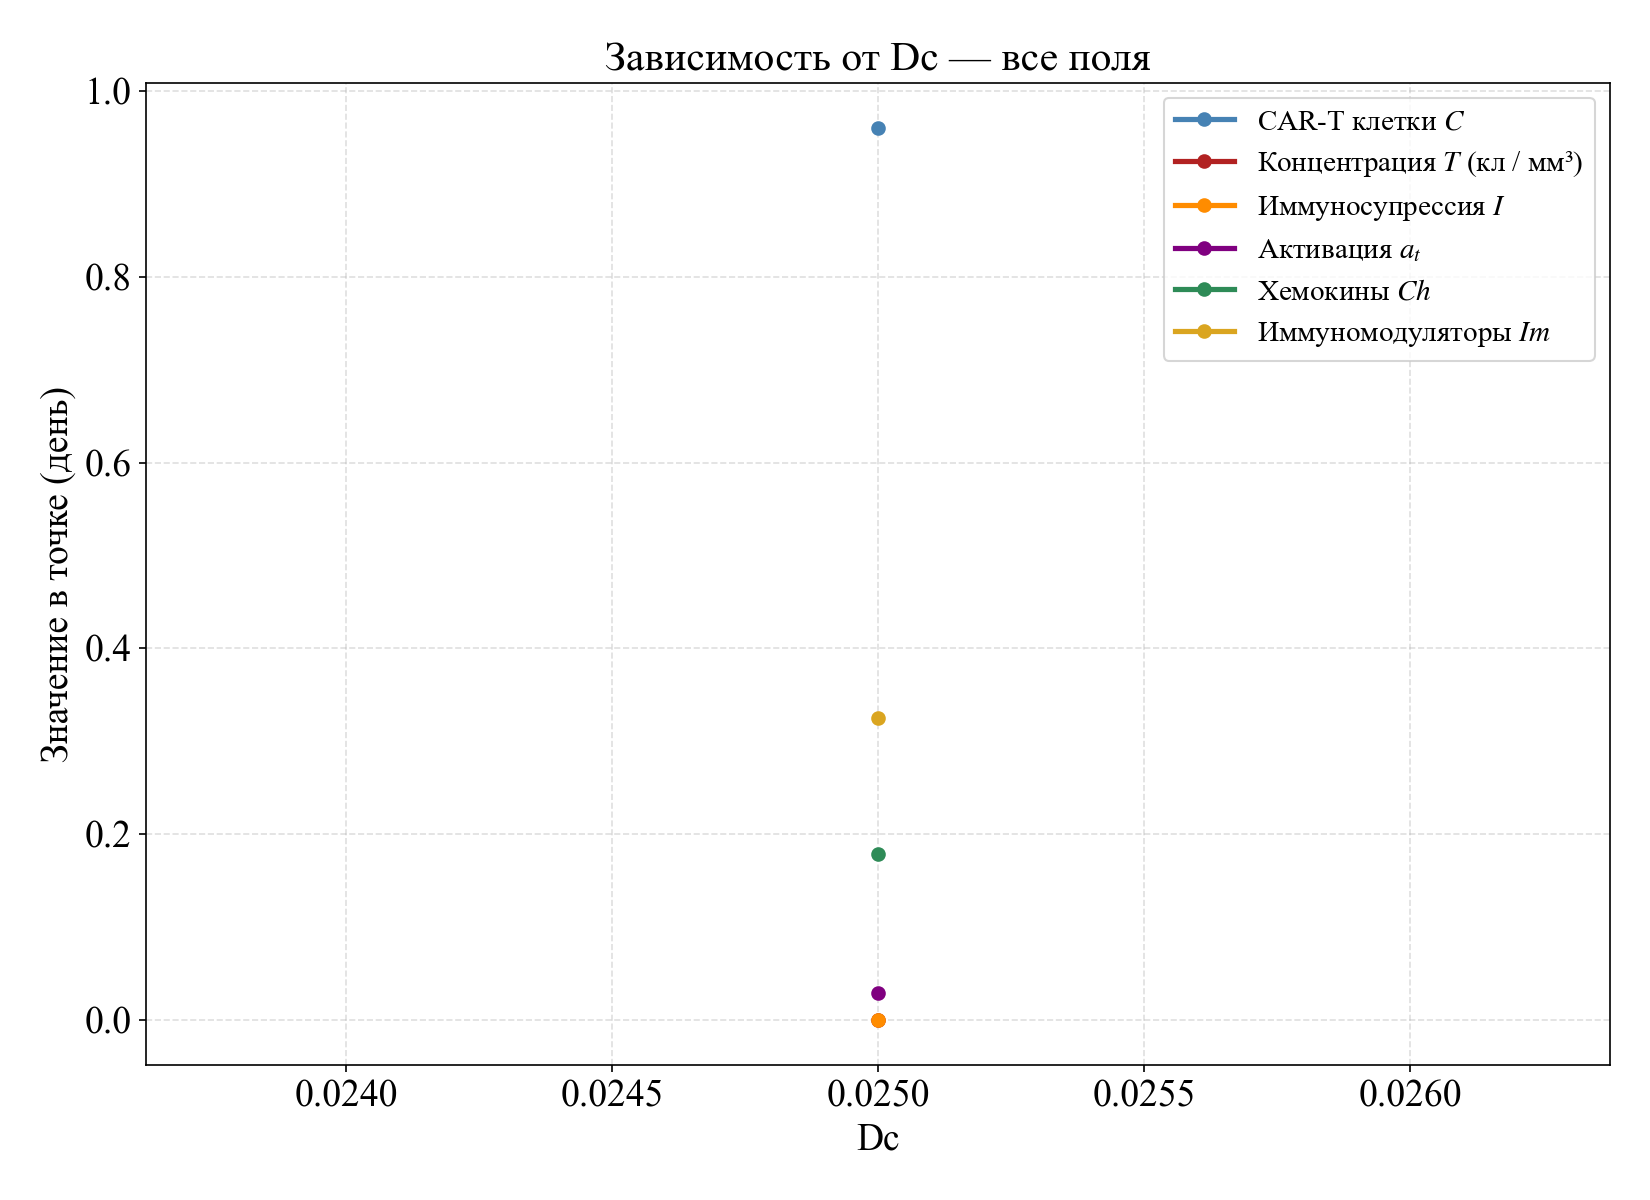 Зависимость от Dc — все поля
1.0
0.8
0.6
0.4
0.2
0.0
Значение в точке (день)
CAR-T клетки C
Концентрация T (кл / мм³)
Иммуносупрессия I
Активация aₜ
Хемокины Ch
Иммуномодуляторы Im
0.0240 0.0245 0.0250 0.0255 0.0260
Dc